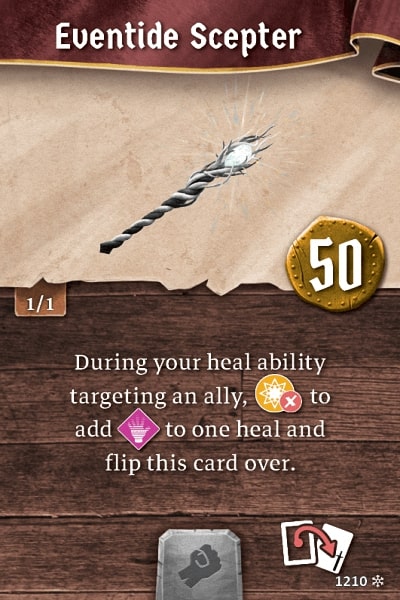 Eventide Scepter
50
1/1
During your heal ability
targeting an ally, to
add to one heal and
flip this card over.
1210